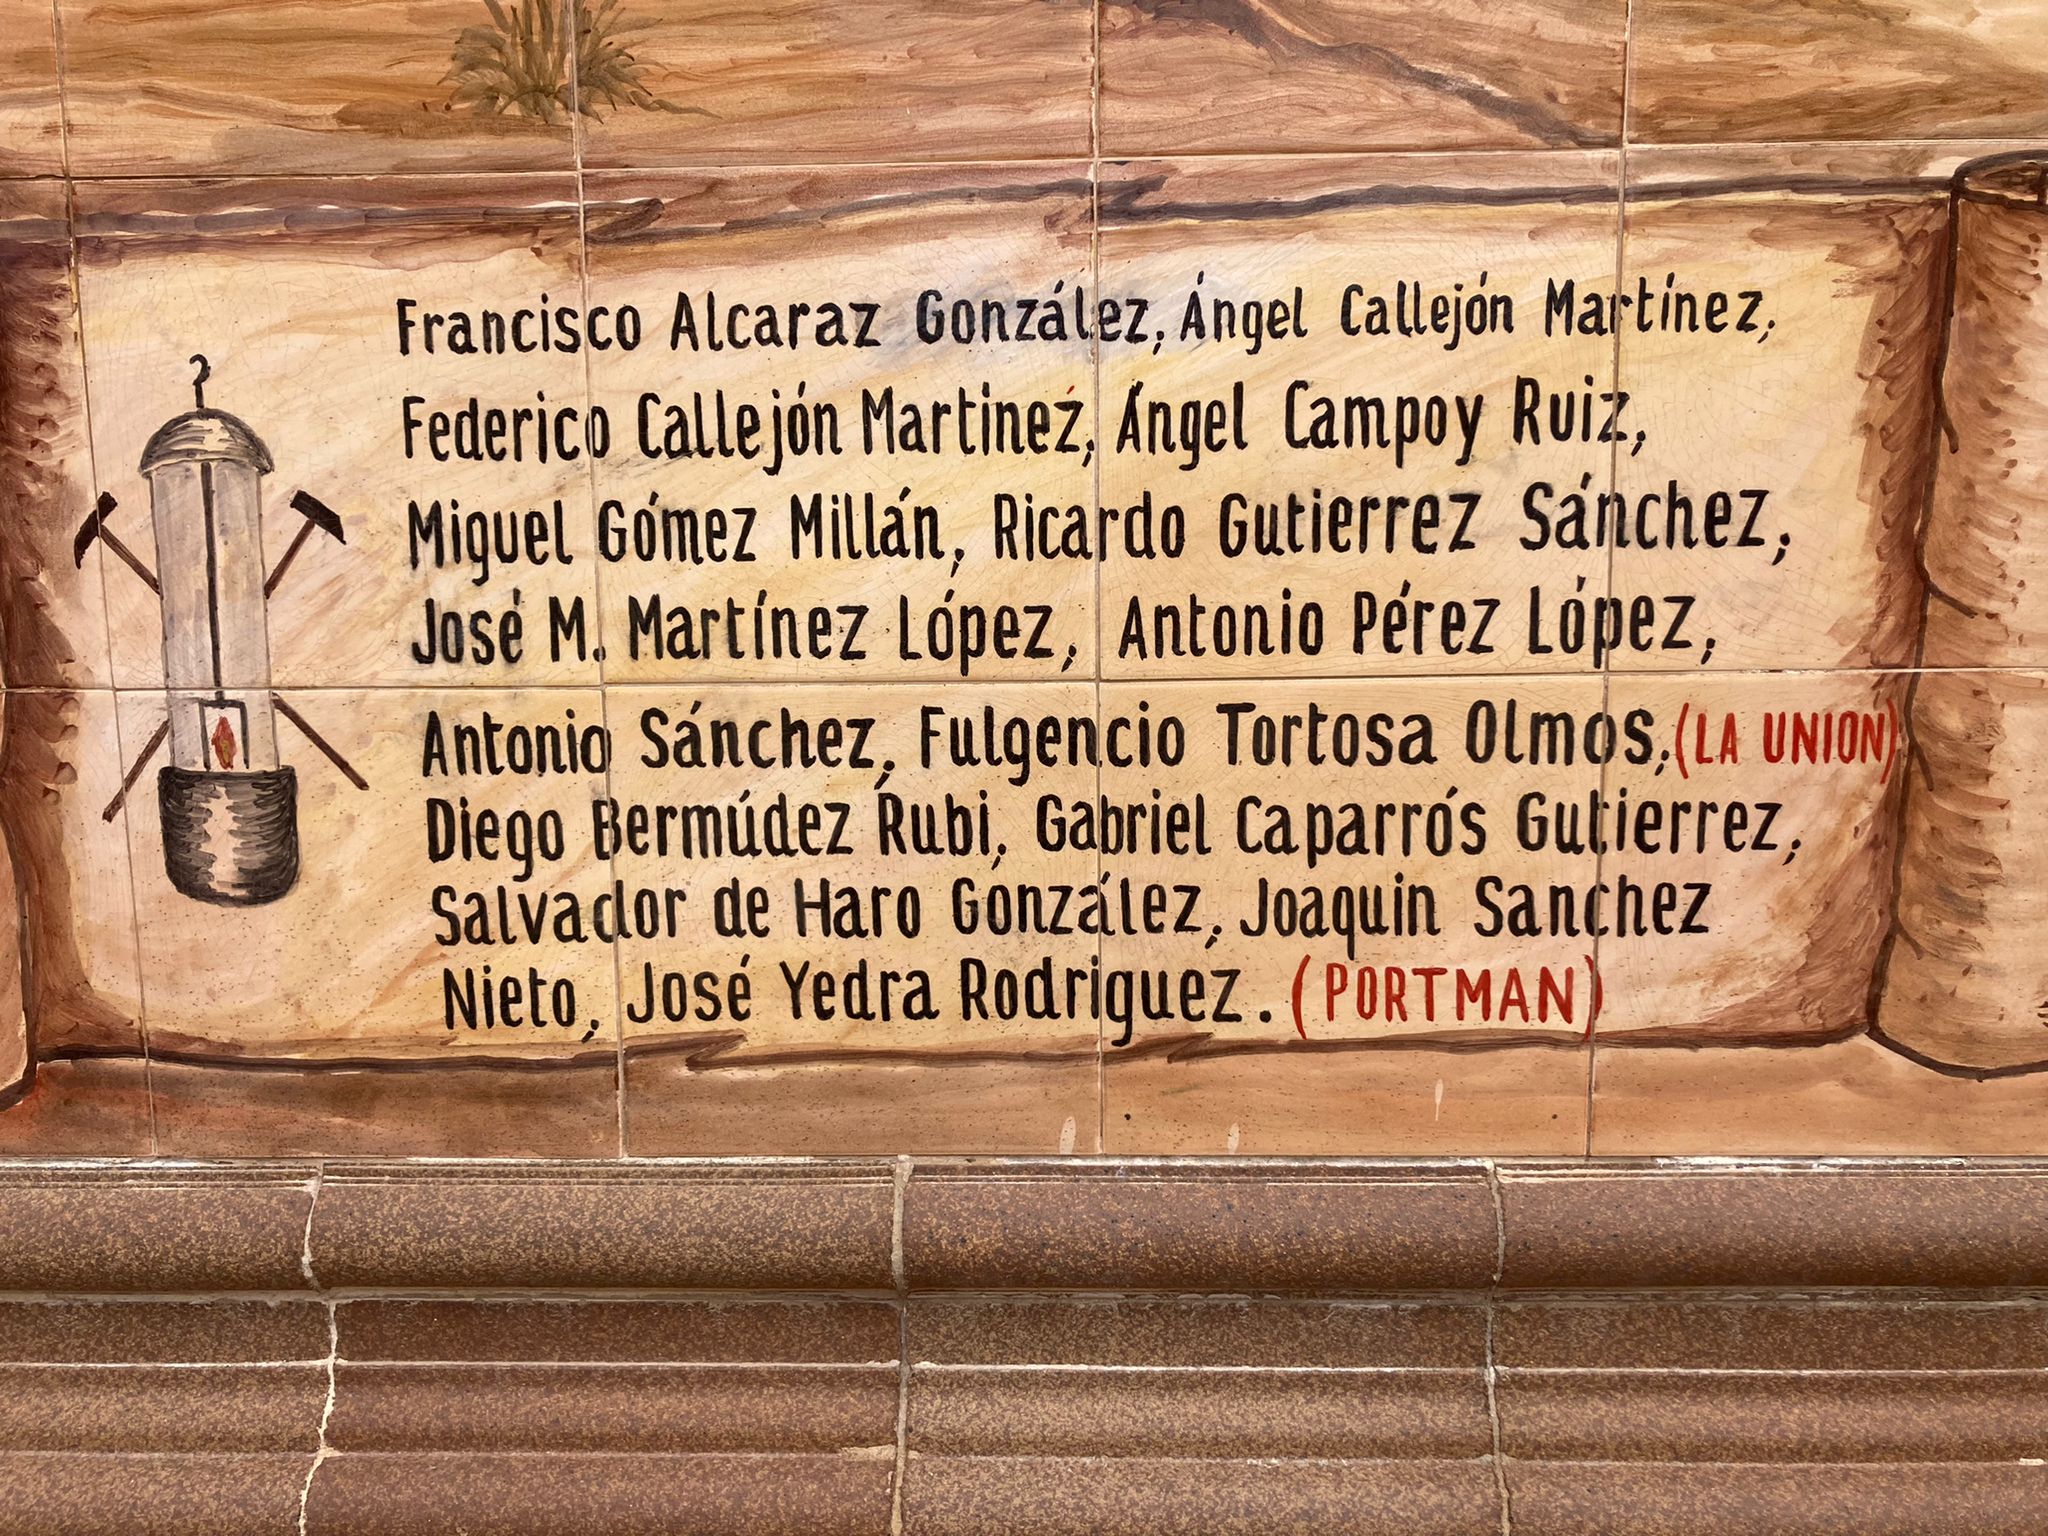 Francisco Alcaraz González, Ángel Callejón Martínez,
Federico Callejón Martinez, Ángel Campoy Ruiz,
Miguel Gómez Millán, Ricardo Gutierrez Sánchez,
José M. Martínez López, Antonio Pérez López,
Antonio Sánchez, Fulgencio Tortosa Olmos, (LA UNION)
Diego Bermúdez Rubi, Gabriel Caparrós Gutierrez,
Salvador de Haro González, Joaquin Sanchez
Nieto, José Yedra Rodriguez. (PORTMAN)